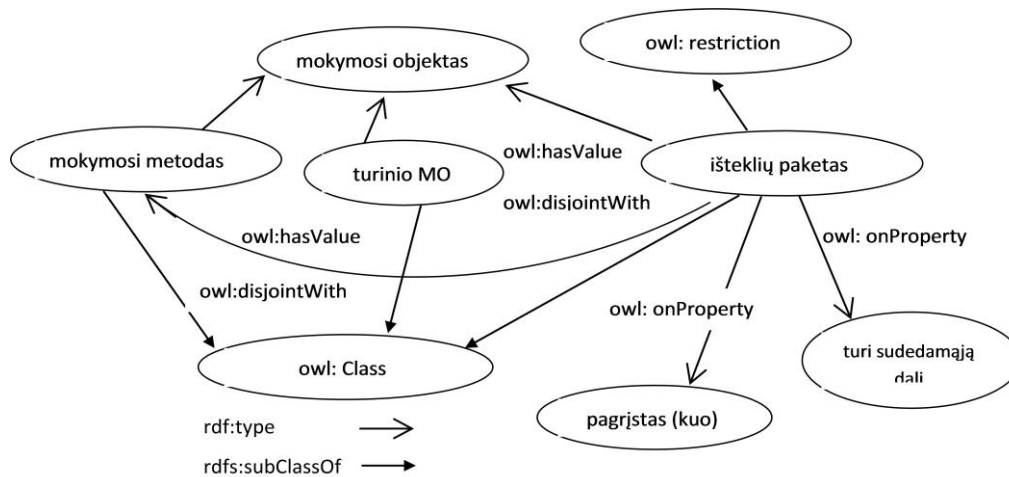 owl: restriction
mokymosi objektas
mokymosi metodas
turinio MO
owl:hasValue
išteklių paketas
owl:disjointWith
owl:hasValue
owl: onProperty
owl:disjointWith
owl: onProperty
owl: Class
turi sudedamąją
dalį
pagrįstas (kuo)
rdf:type
rdfs:subClassOf